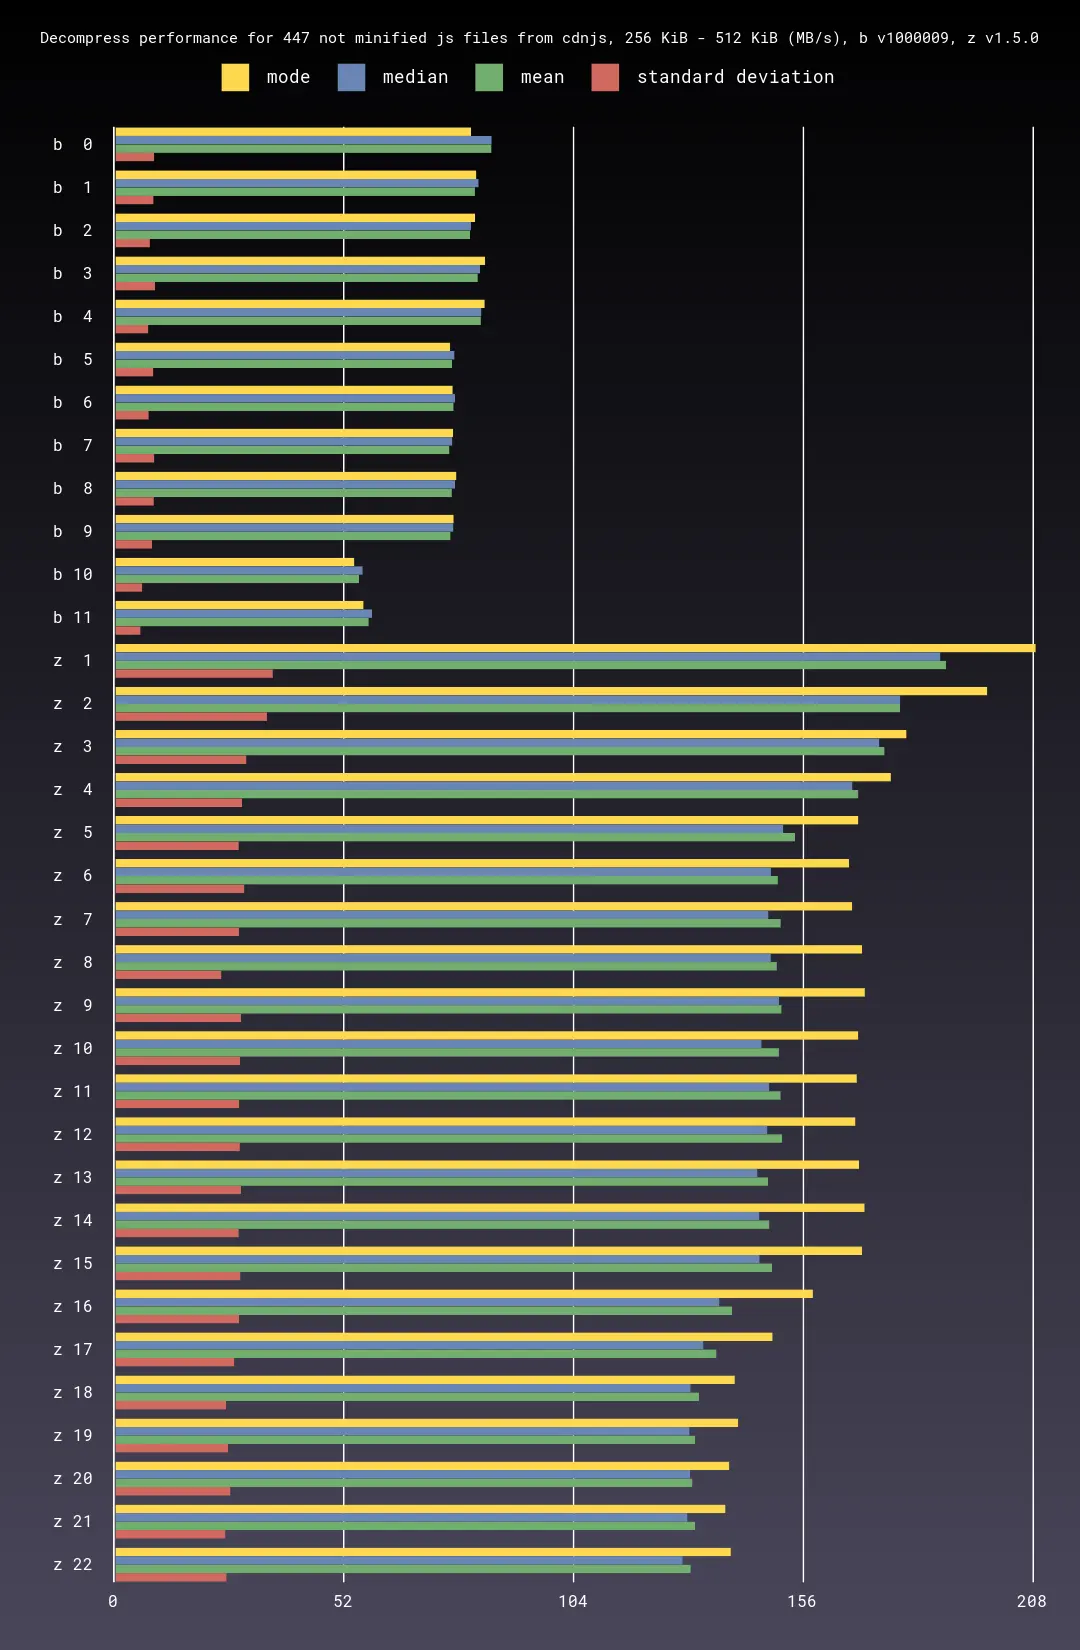 Decompress performance for 447 not minified js files from cdnjs, 256 KiB - 512 KiB (MB/s), b v1000009, z v1.5.0
mode median mean standard deviation
b 0
b 1
b 2
b 3
b 4
b 5
b 6
b 7
b 8
b 9
b 10
b 11
z 1
z 2
z 3
z 4
z 5
z 6
z 7
z 8
z 9
z 10
z 11
z 12
z 13
z 14
z 15
z 16
z 17
z 18
z 19
z 20
z 21
z 22
0 52 104 156 208